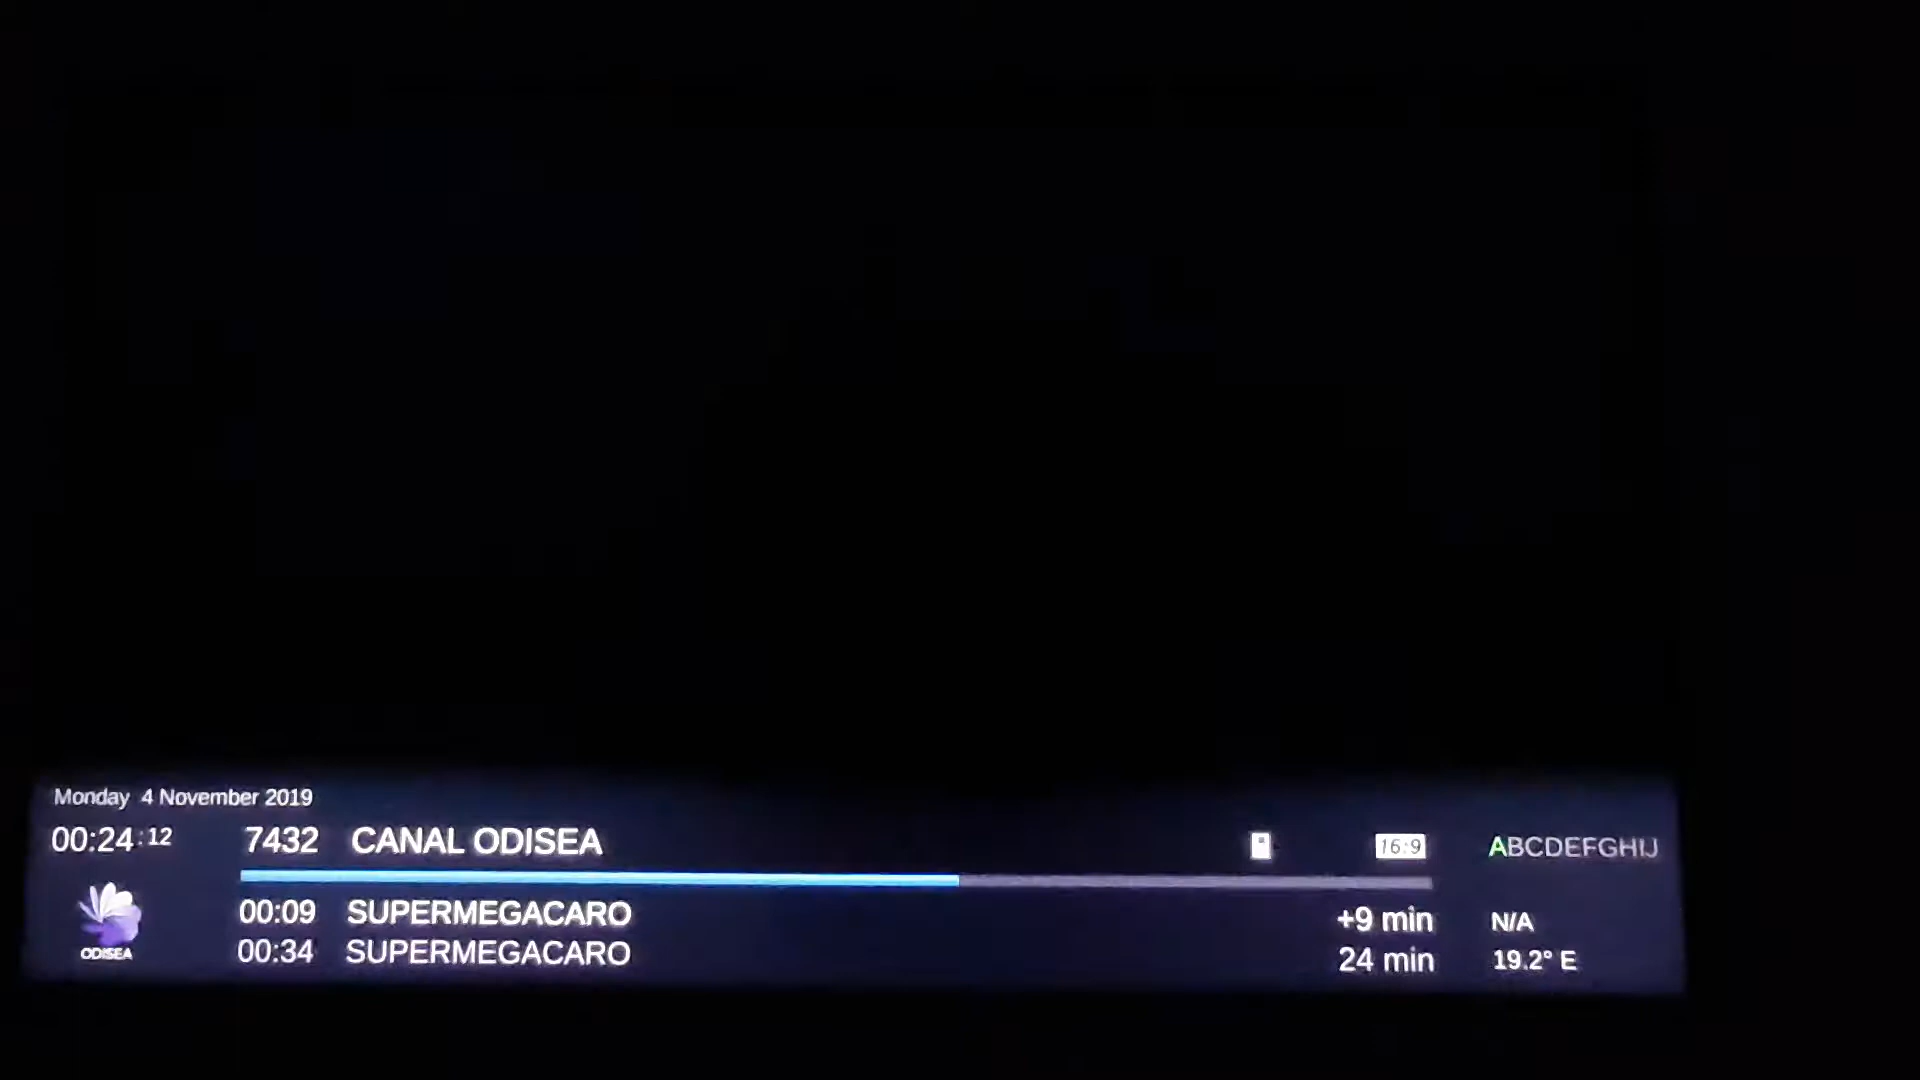 Monday 4 November 2019
00:24:12 7432 CANAL ODISEA 16:9 ABCDEFGHIJ
00:09 SUPERMEGACARO +9 min N/A
ODISEA 00:34 SUPERMEGACARO 24 min 19.2° E